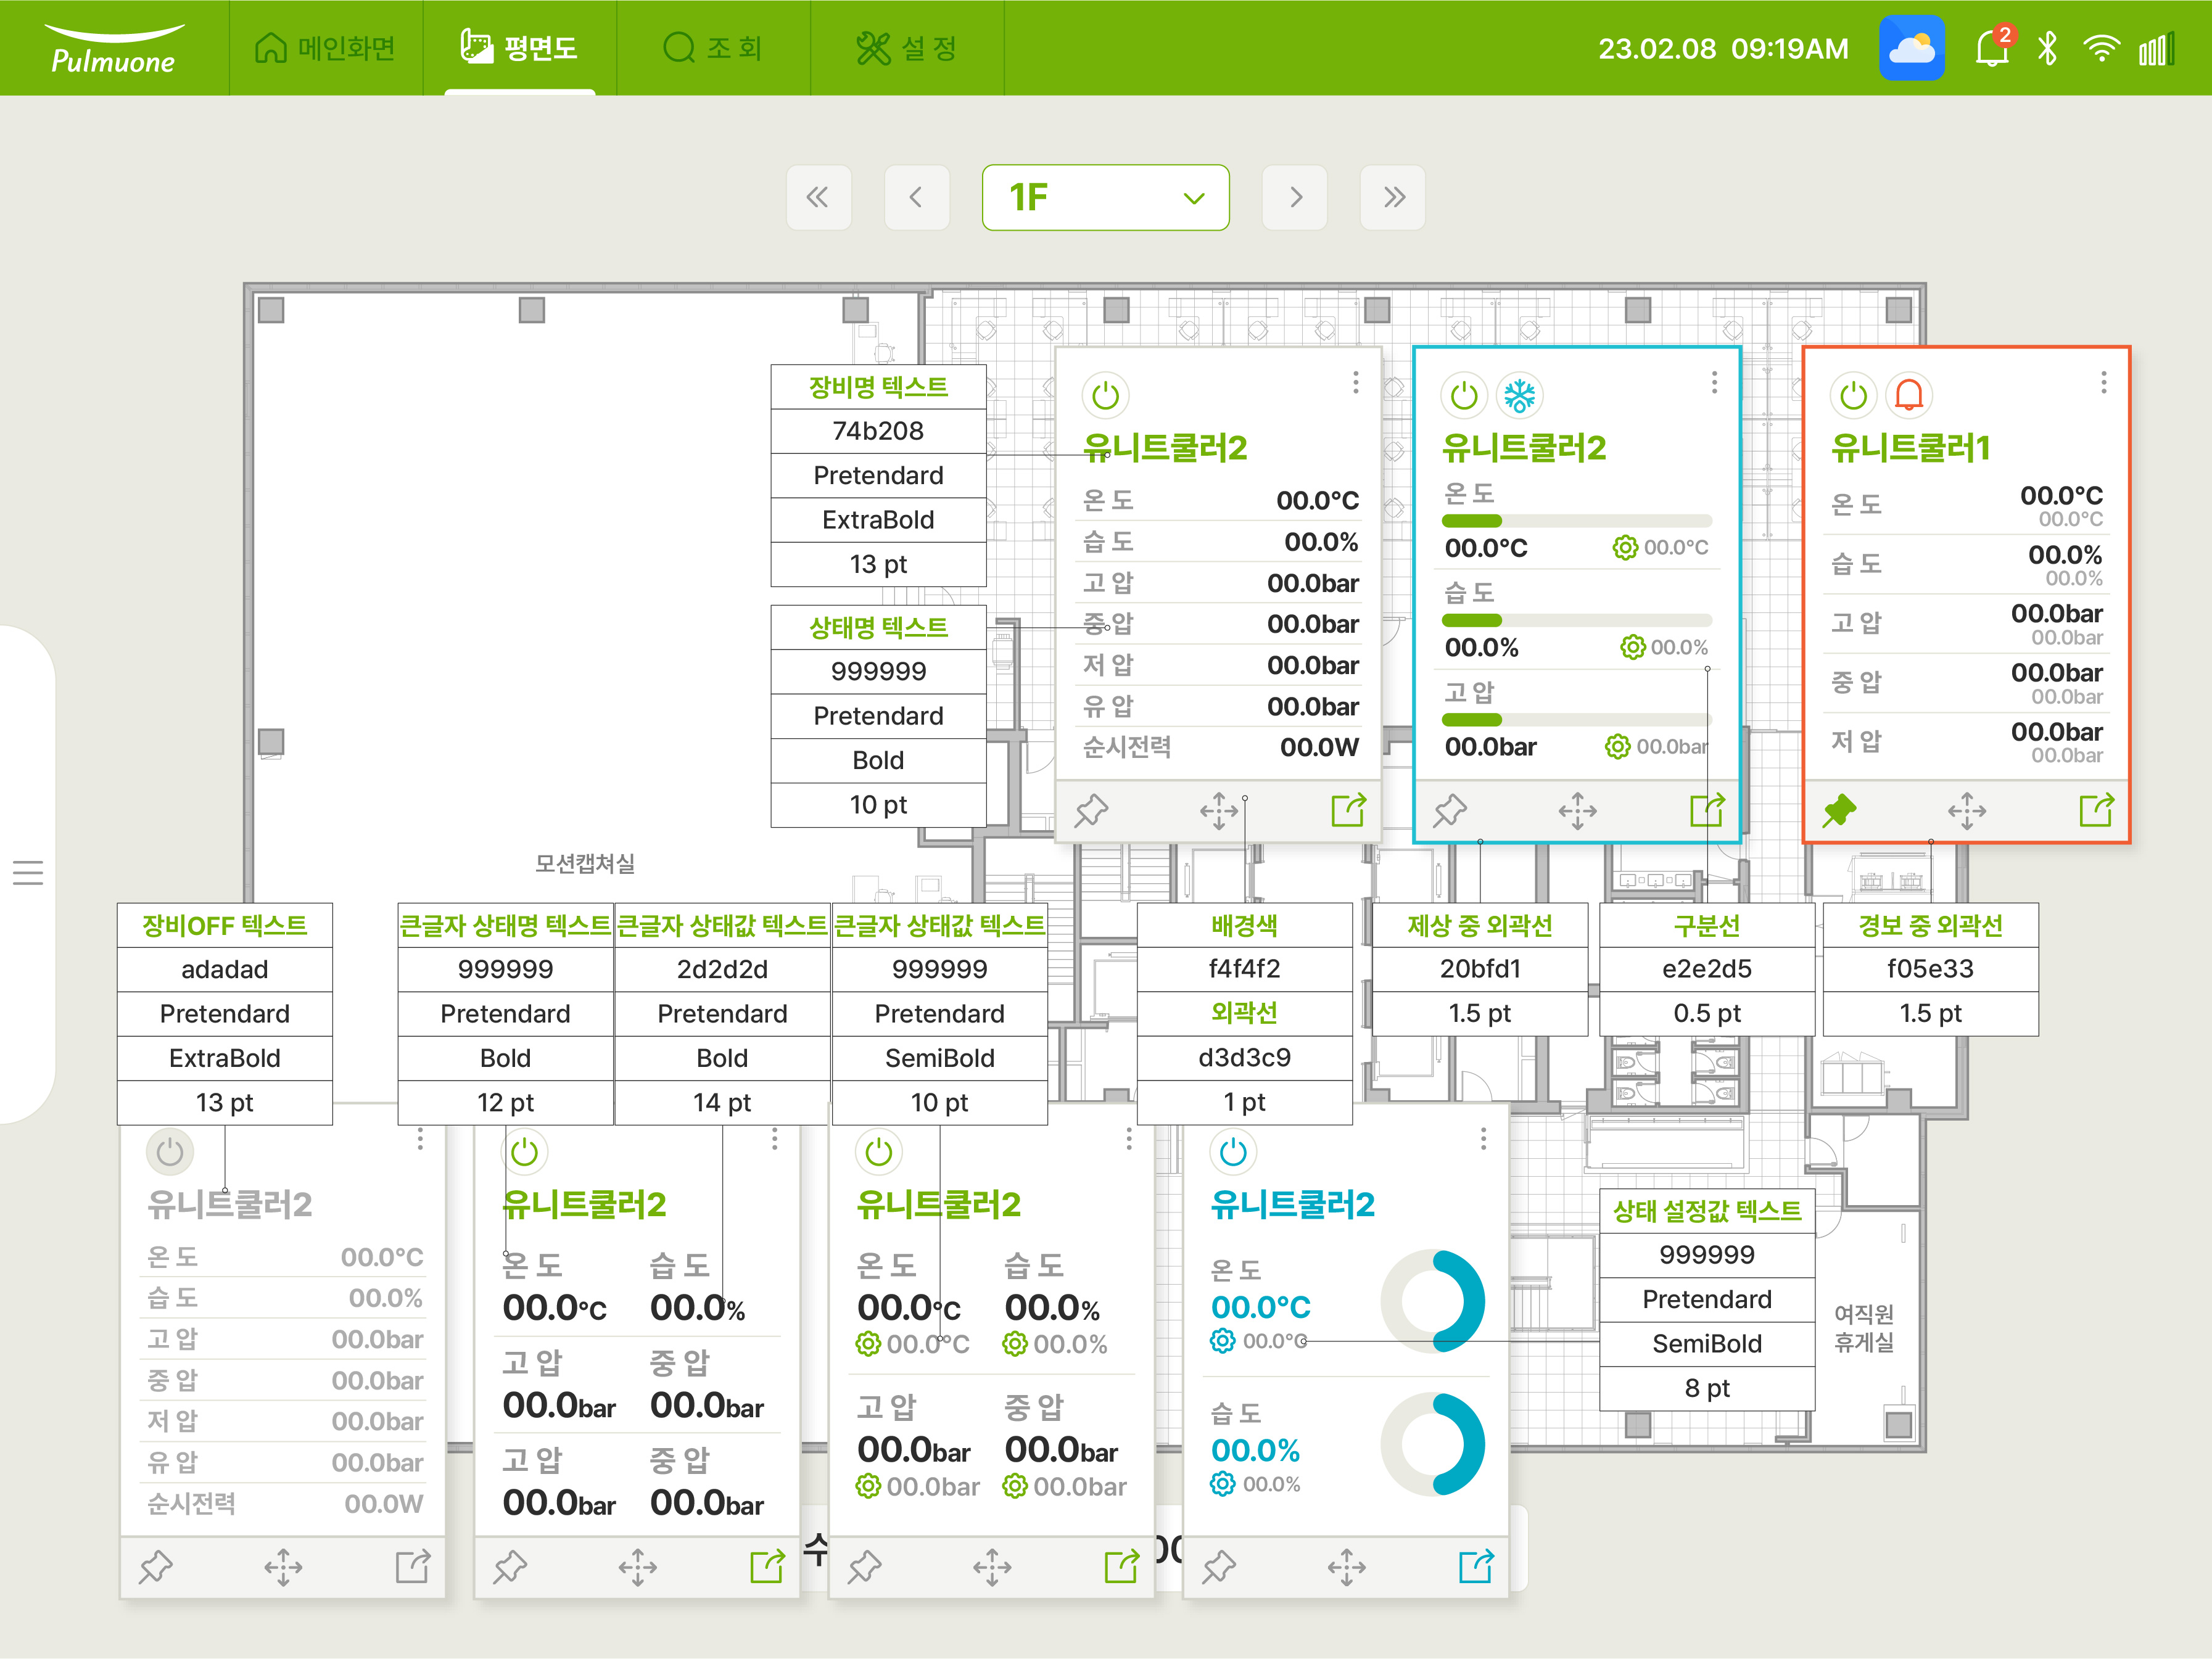 Pulmuone
메인화면
평면도
조 회
설 정
23.02.08 09:19AM
2
1F
장비명 텍스트
74b208
Pretendard
ExtraBold
13 pt
상태명 텍스트
999999
Pretendard
Bold
10 pt
유니트쿨러2
온 도 00.0°C
습 도 00.0%
고 압 00.0bar
중 압 00.0bar
저 압 00.0bar
유 압 00.0bar
순시전력 00.0W
유니트쿨러2
온 도
00.0°C 00.0°C
습 도
00.0% 00.0%
고 압
00.0bar 00.0bar
유니트쿨러1
온 도 00.0°C
00.0°C
습 도 00.0%
00.0%
고 압 00.0bar
00.0bar
중 압 00.0bar
00.0bar
저 압 00.0bar
00.0bar
모션캡쳐실
장비OFF 텍스트
adadad
Pretendard
ExtraBold
13 pt
큰글자 상태명 텍스트
999999
Pretendard
Bold
12 pt
큰글자 상태값 텍스트
2d2d2d
Pretendard
Bold
14 pt
큰글자 상태값 텍스트
999999
Pretendard
SemiBold
10 pt
배경색
f4f4f2
외곽선
d3d3c9
1 pt
제상 중 외곽선
20bfd1
1.5 pt
구분선
e2e2d5
0.5 pt
경보 중 외곽선
f05e33
1.5 pt
유니트쿨러2
온 도 00.0°C
습 도 00.0%
고 압 00.0bar
중 압 00.0bar
저 압 00.0bar
유 압 00.0bar
순시전력 00.0W
유니트쿨러2
온 도 습 도
00.0°C 00.0%
고 압 중 압
00.0bar 00.0bar
고 압 중 압
00.0bar 00.0bar
유니트쿨러2
온 도 습 도
00.0°C 00.0%
00.0°C 00.0%
고 압 중 압
00.0bar 00.0bar
00.0bar 00.0bar
유니트쿨러2
온 도
00.0°C
00.0°C
습 도
00.0%
00.0%
상태 설정값 텍스트
999999
Pretendard
SemiBold
8 pt
여직원
휴게실
수